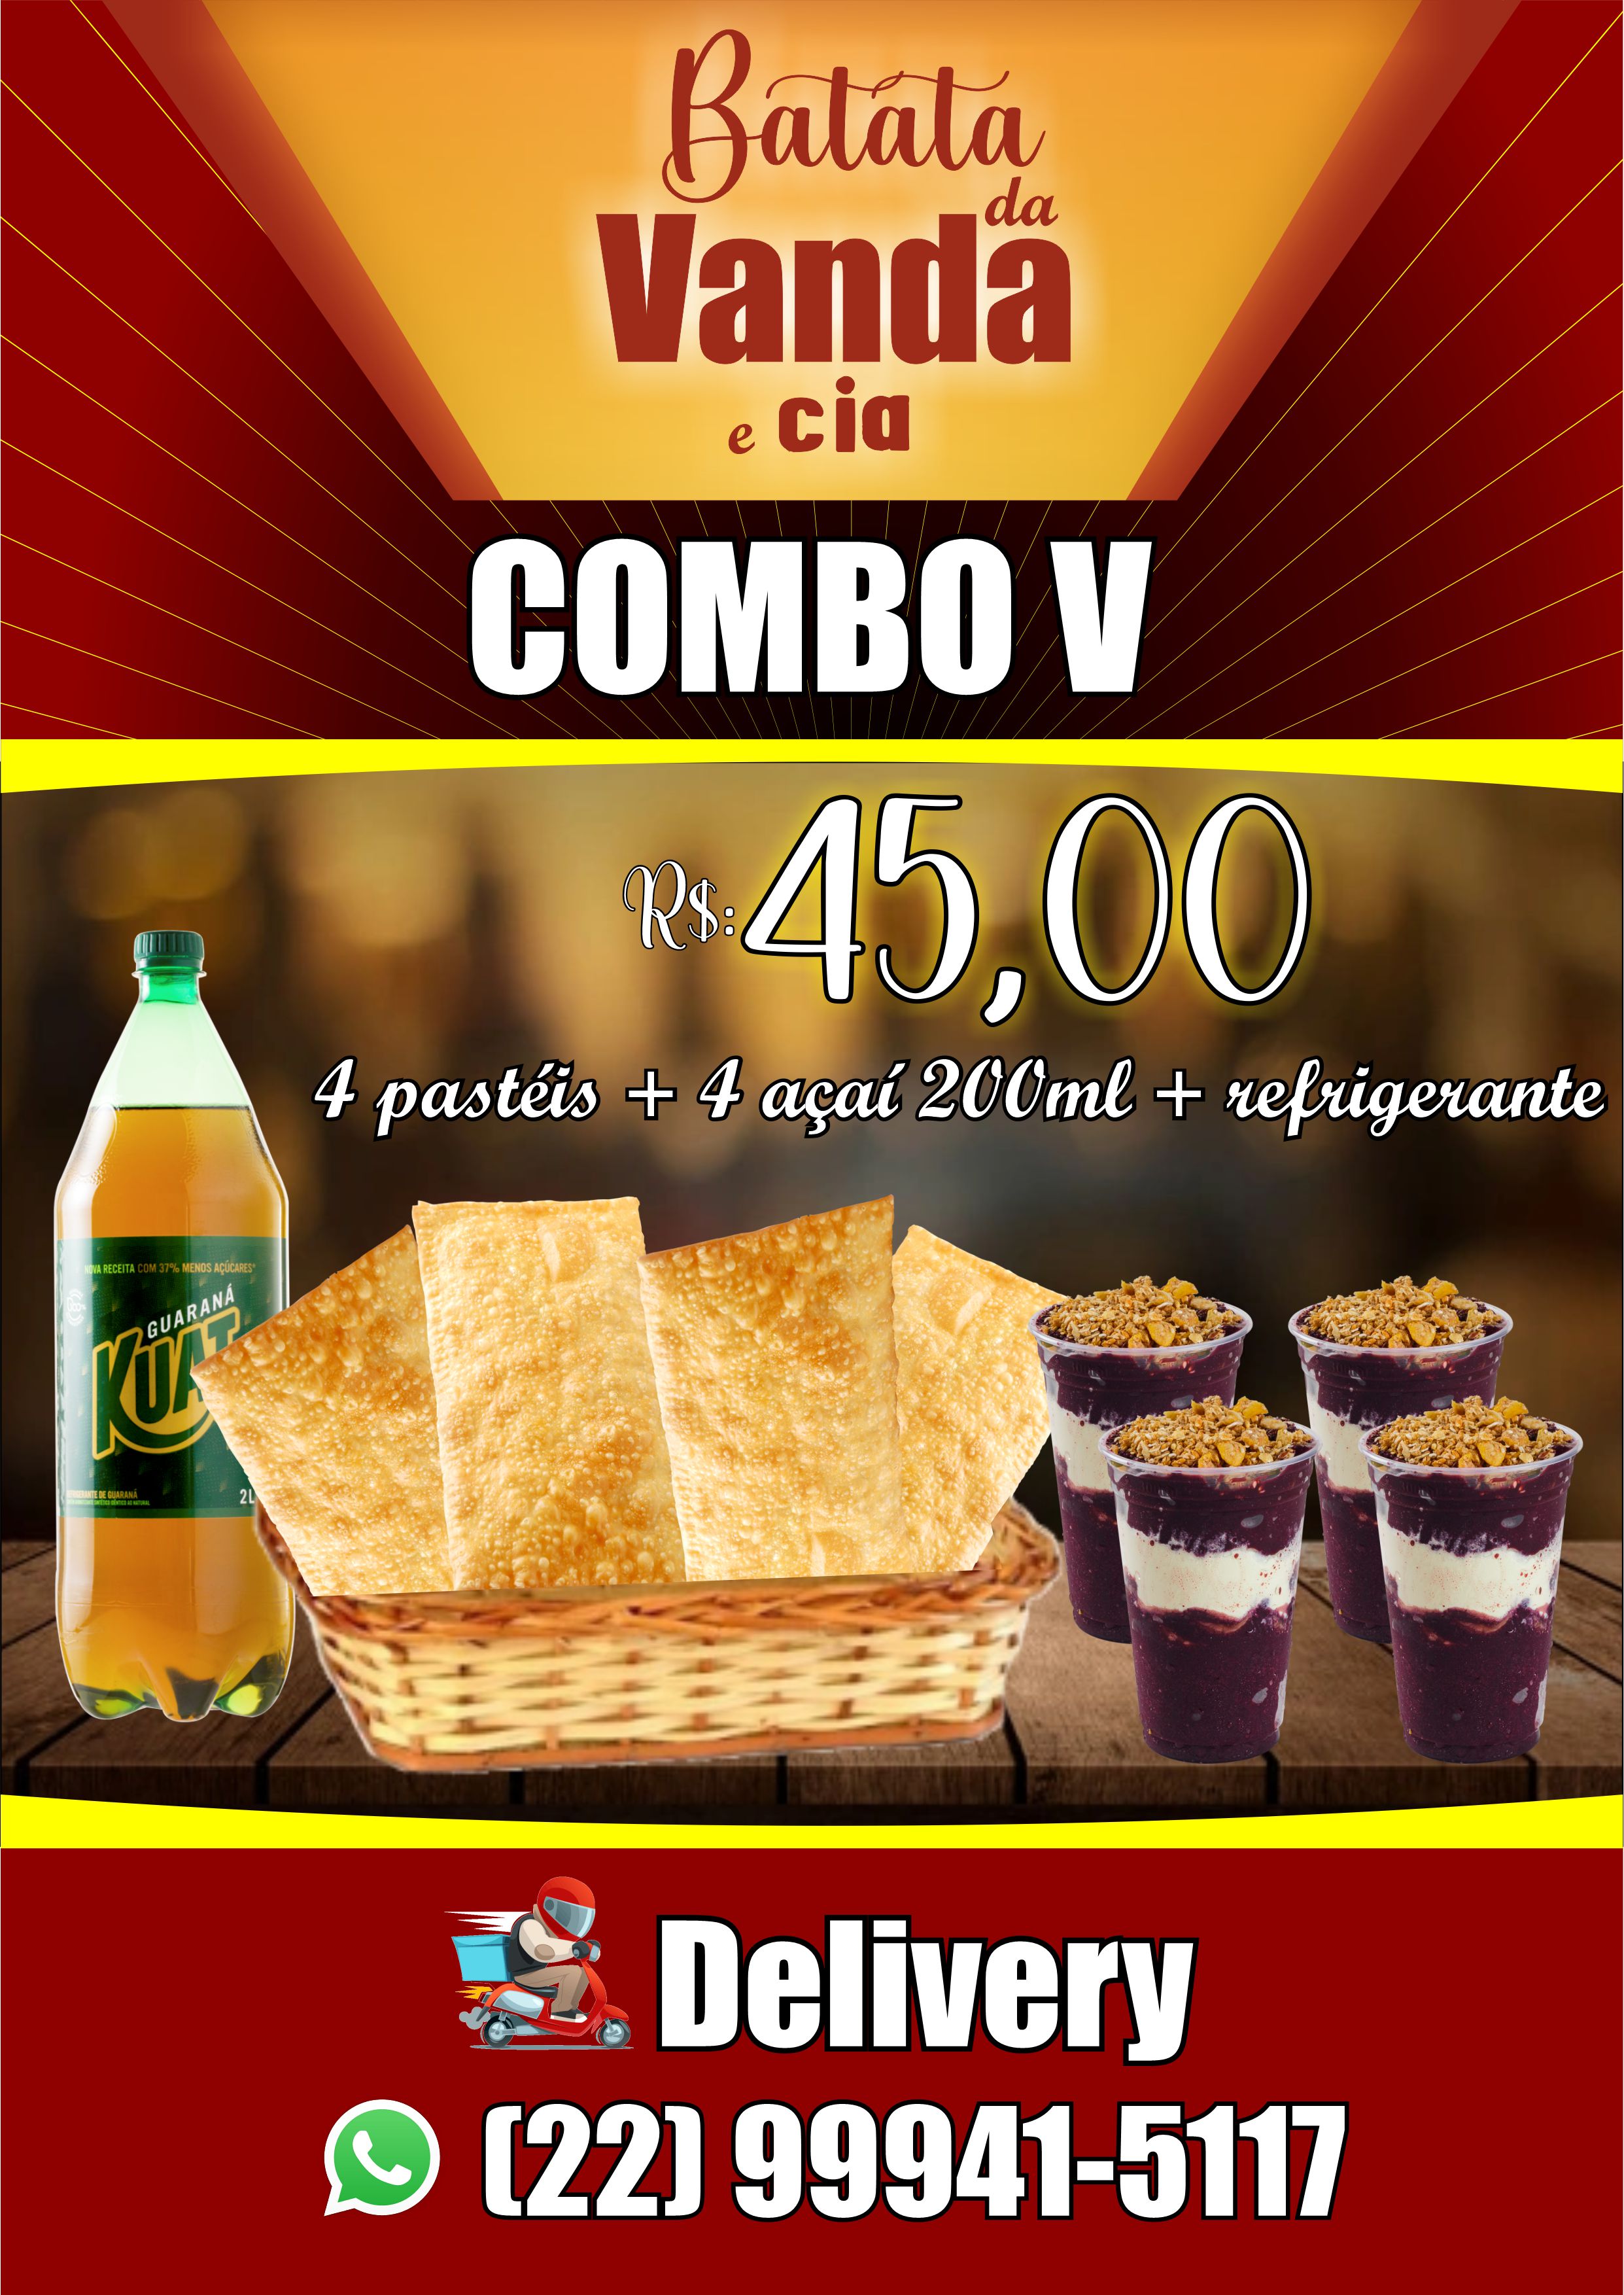 Batata
da
Vanda
e cia
COMBO V
R$: 45,00
4 pastéis + 4 açaí 200ml + refrigerante
NOVA RECEITA COM 37% MENOS AÇÚCARES*
GUARANÁ
KUAT
2L
Delivery
(22) 99941-5117